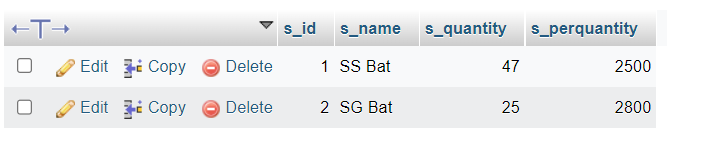 s_id s_name s_quantity s_perquantity
Edit Copy Delete 1 SS Bat 47 2500
Edit Copy Delete 2 SG Bat 25 2800